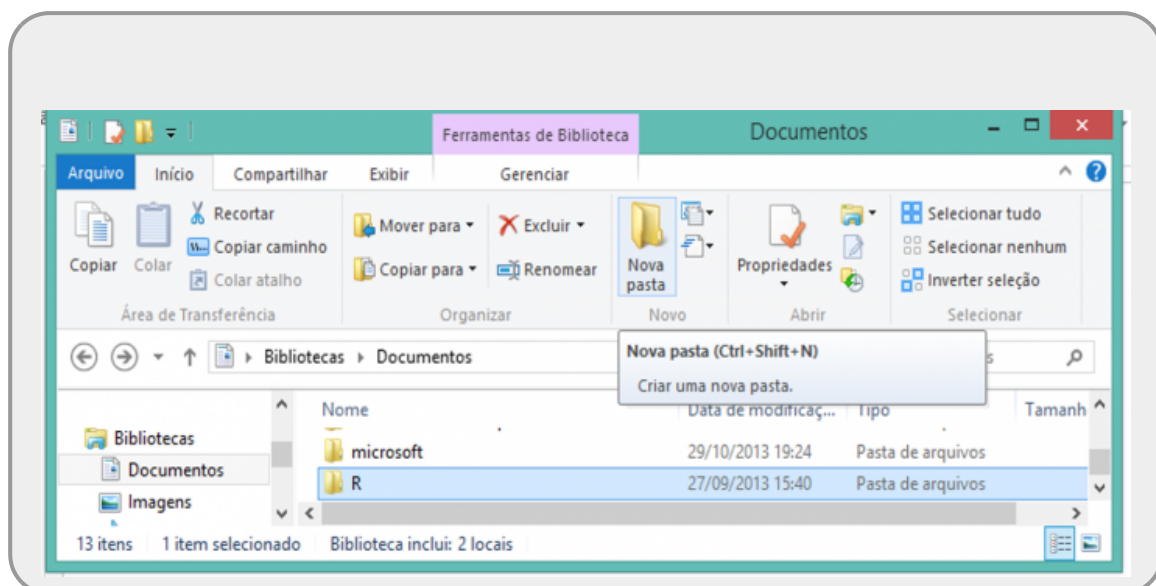 Ferramentas de Biblioteca Documentos
Arquivo Início Compartilhar Exibir Gerenciar
Copiar
Colar
Recortar
Copiar caminho
Colar atalho
Área de Transferência
Mover para
Copiar para
Excluir
Renomear
Organizar
Nova
pasta
Novo
Propriedades
Abrir
Selecionar tudo
Selecionar nenhum
Inverter seleção
Selecionar
Bibliotecas Documentos
Nova pasta (Ctrl+Shift+N)
Criar uma nova pasta.
Bibliotecas
Documentos
Imagens
Nome Data de modificaç... Tipo Tamanh
microsoft 29/10/2013 19:24 Pasta de arquivos
R 27/09/2013 15:40 Pasta de arquivos
13 itens 1 item selecionado Biblioteca inclui: 2 locais